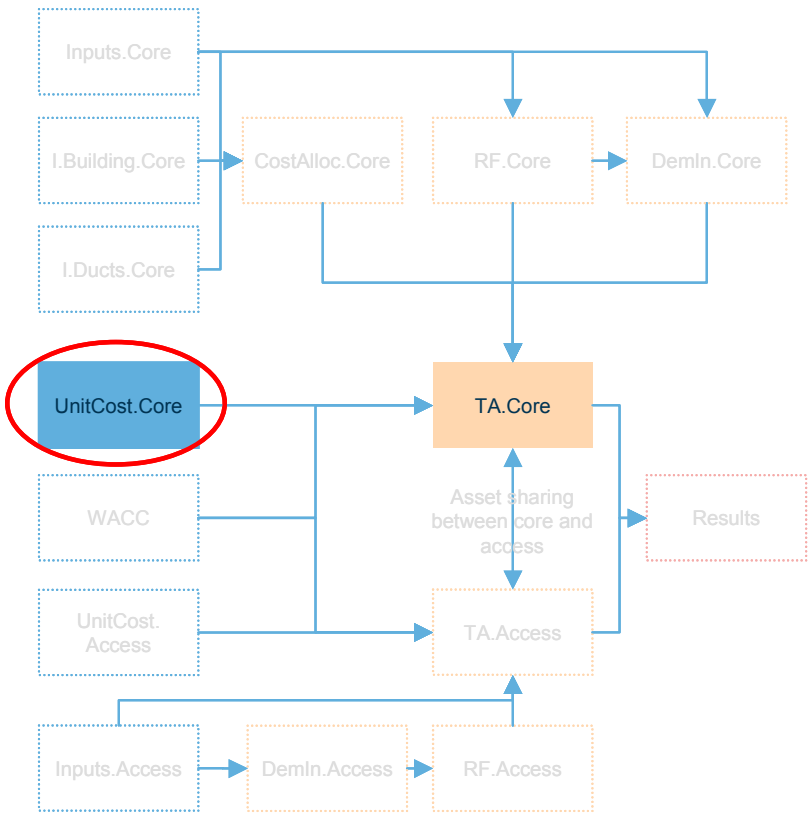 Inputs.Core
I.Building.Core
CostAlloc.Core
RF.Core
DemIn.Core
I.Ducts.Core
UnitCost.Core
TA.Core
WACC
Asset sharing
between core and
access
Results
UnitCost.
Access
TA.Access
Inputs.Access
DemIn.Access
RF.Access